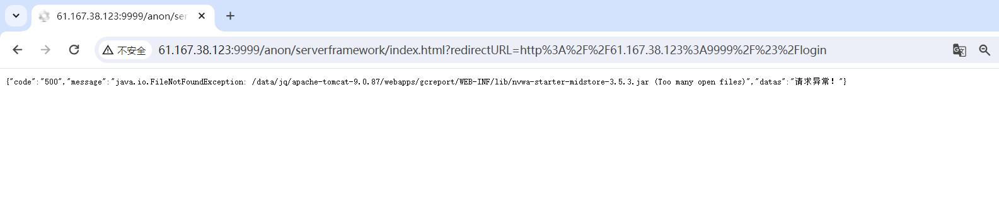 61.167.38.123:9999/anon/ser
不安全
61.167.38.123:9999/anon/serverframework/index.html?redirectURL=http%3A%2F%2F61.167.38.123%3A9999%2F%23%2Flogin
{"code":"500","message":"java.io.FileNotFoundException: /data/jq/apache-tomcat-9.0.87/webapps/gcreport/WEB-INF/lib/nvwa-starter-midstore-3.5.3.jar (Too many open files)","datas":"请求异常！"}